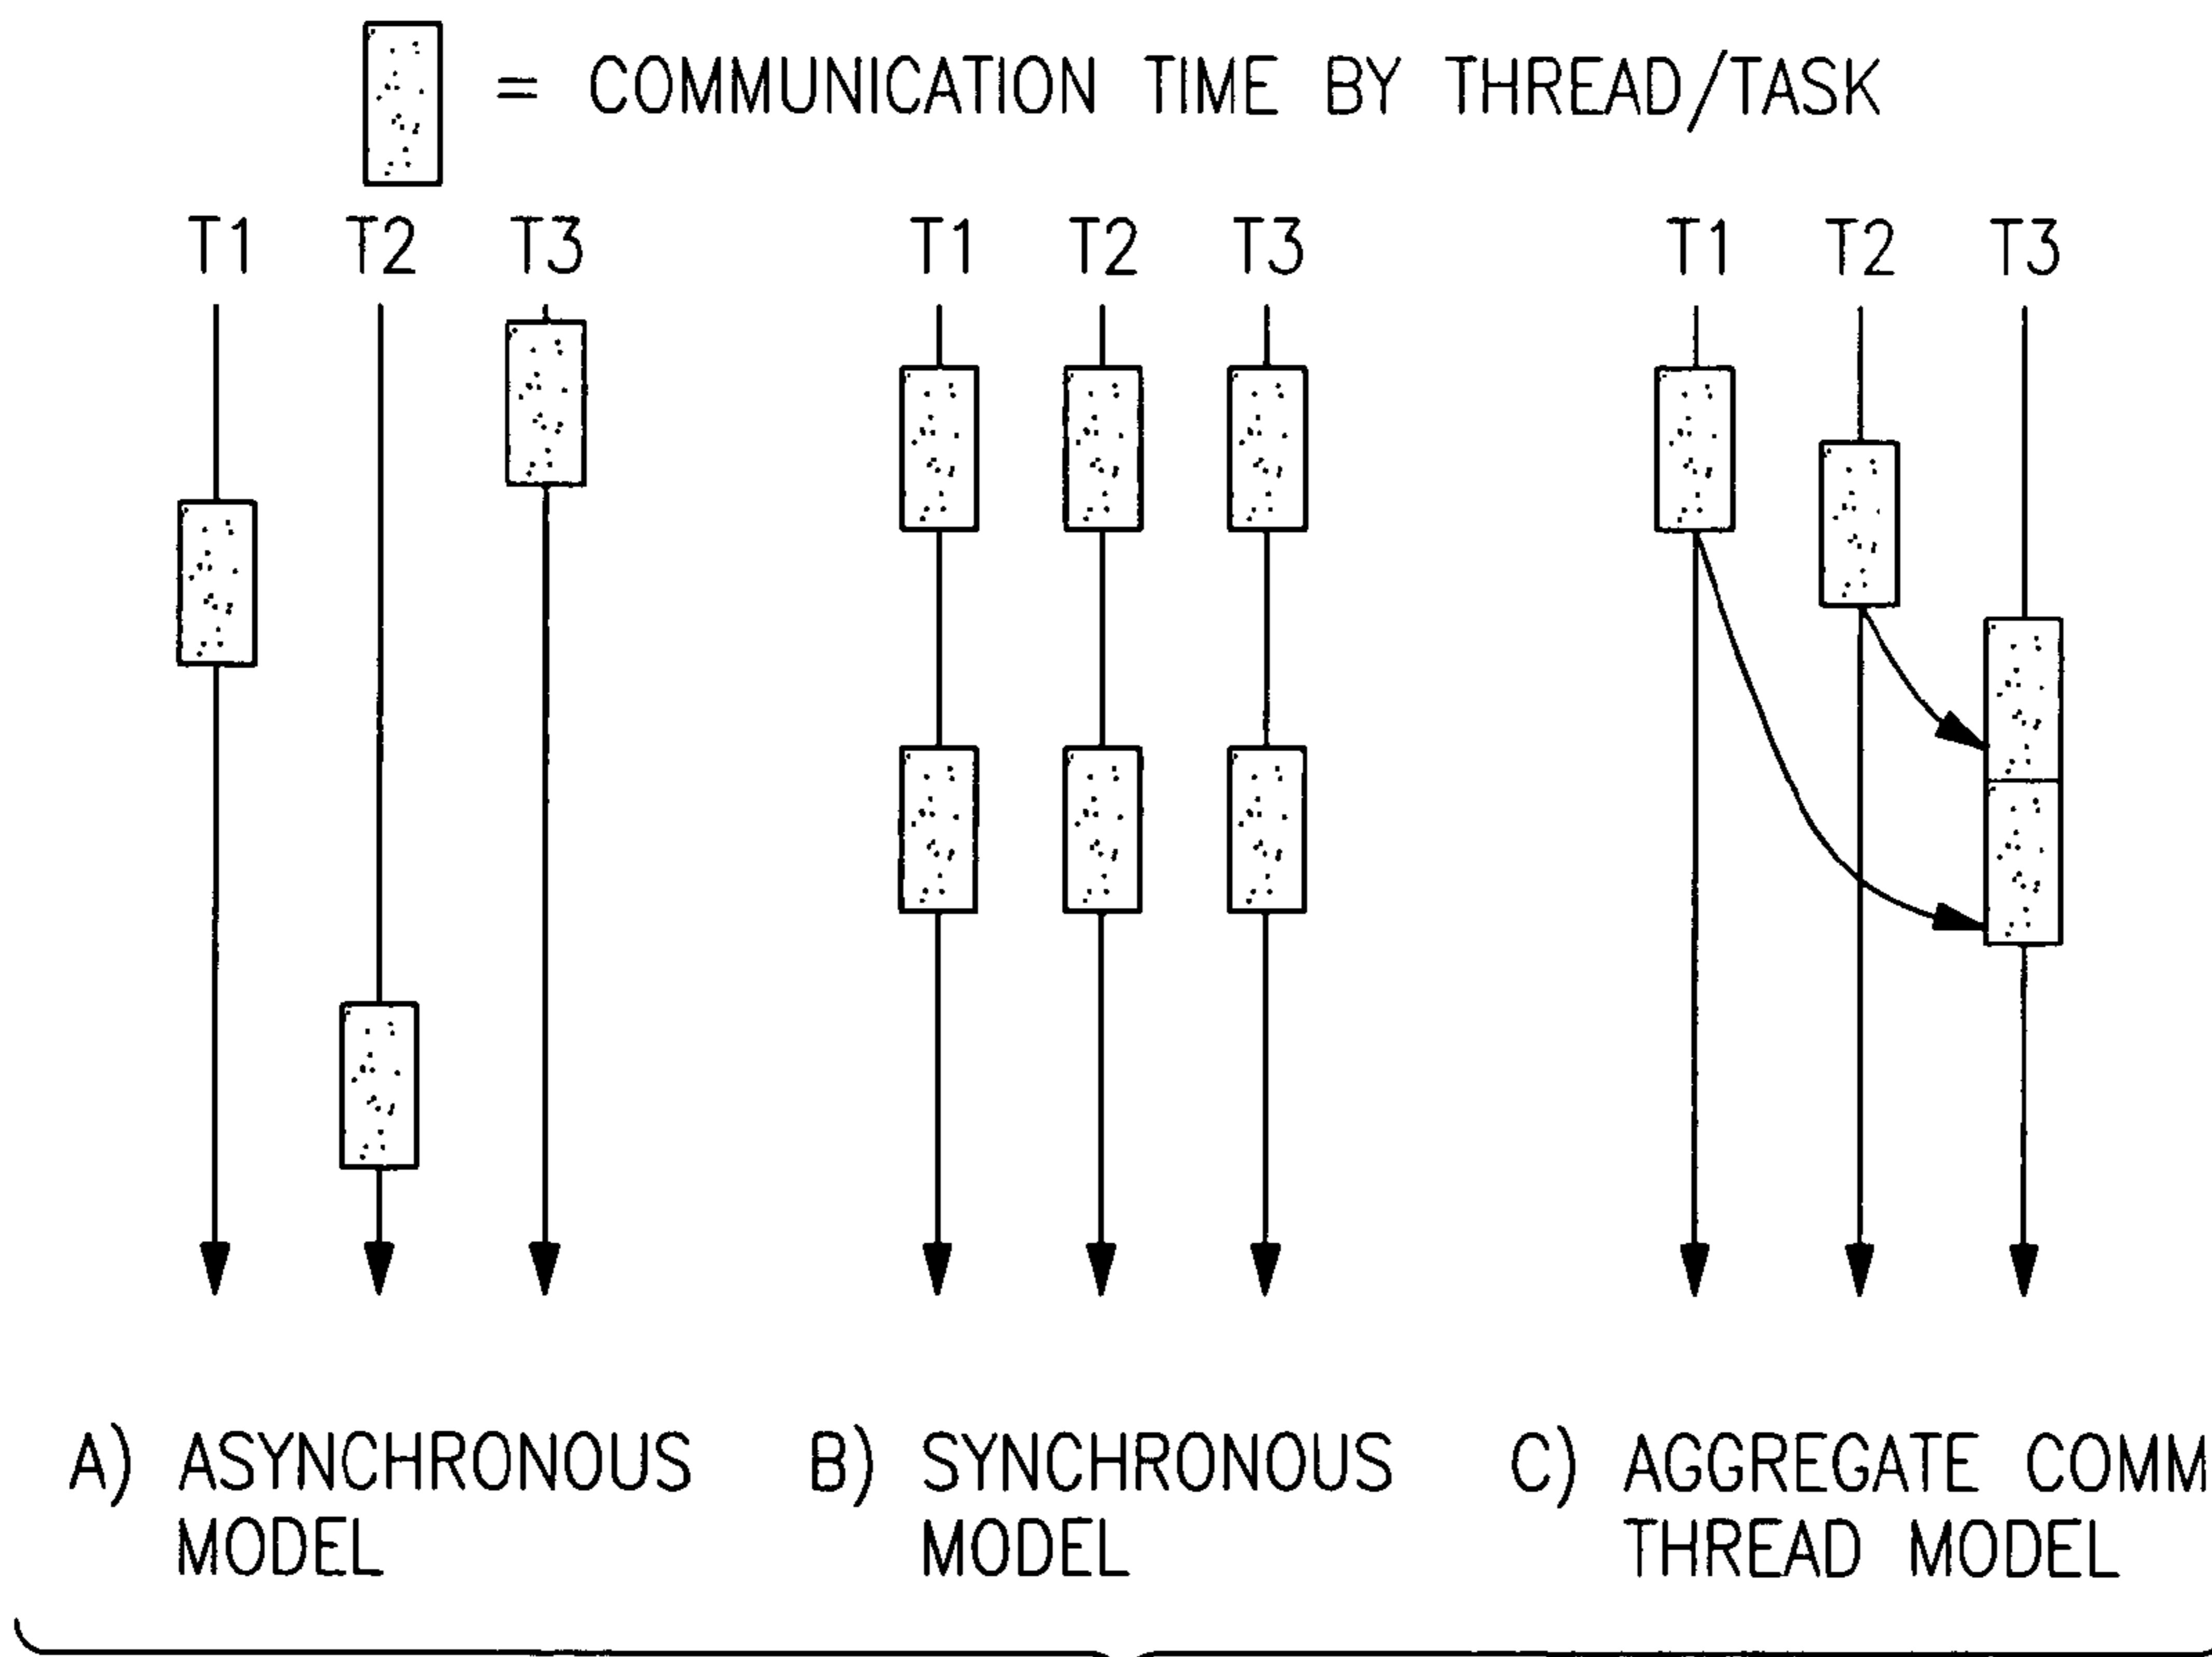 = COMMUNICATION TIME BY THREAD/TASK
T1 T2 T3 T1 T2 T3 T1 T2 T3
A) ASYNCHRONOUS MODEL
B) SYNCHRONOUS MODEL
C) AGGREGATE COMM THREAD MODEL